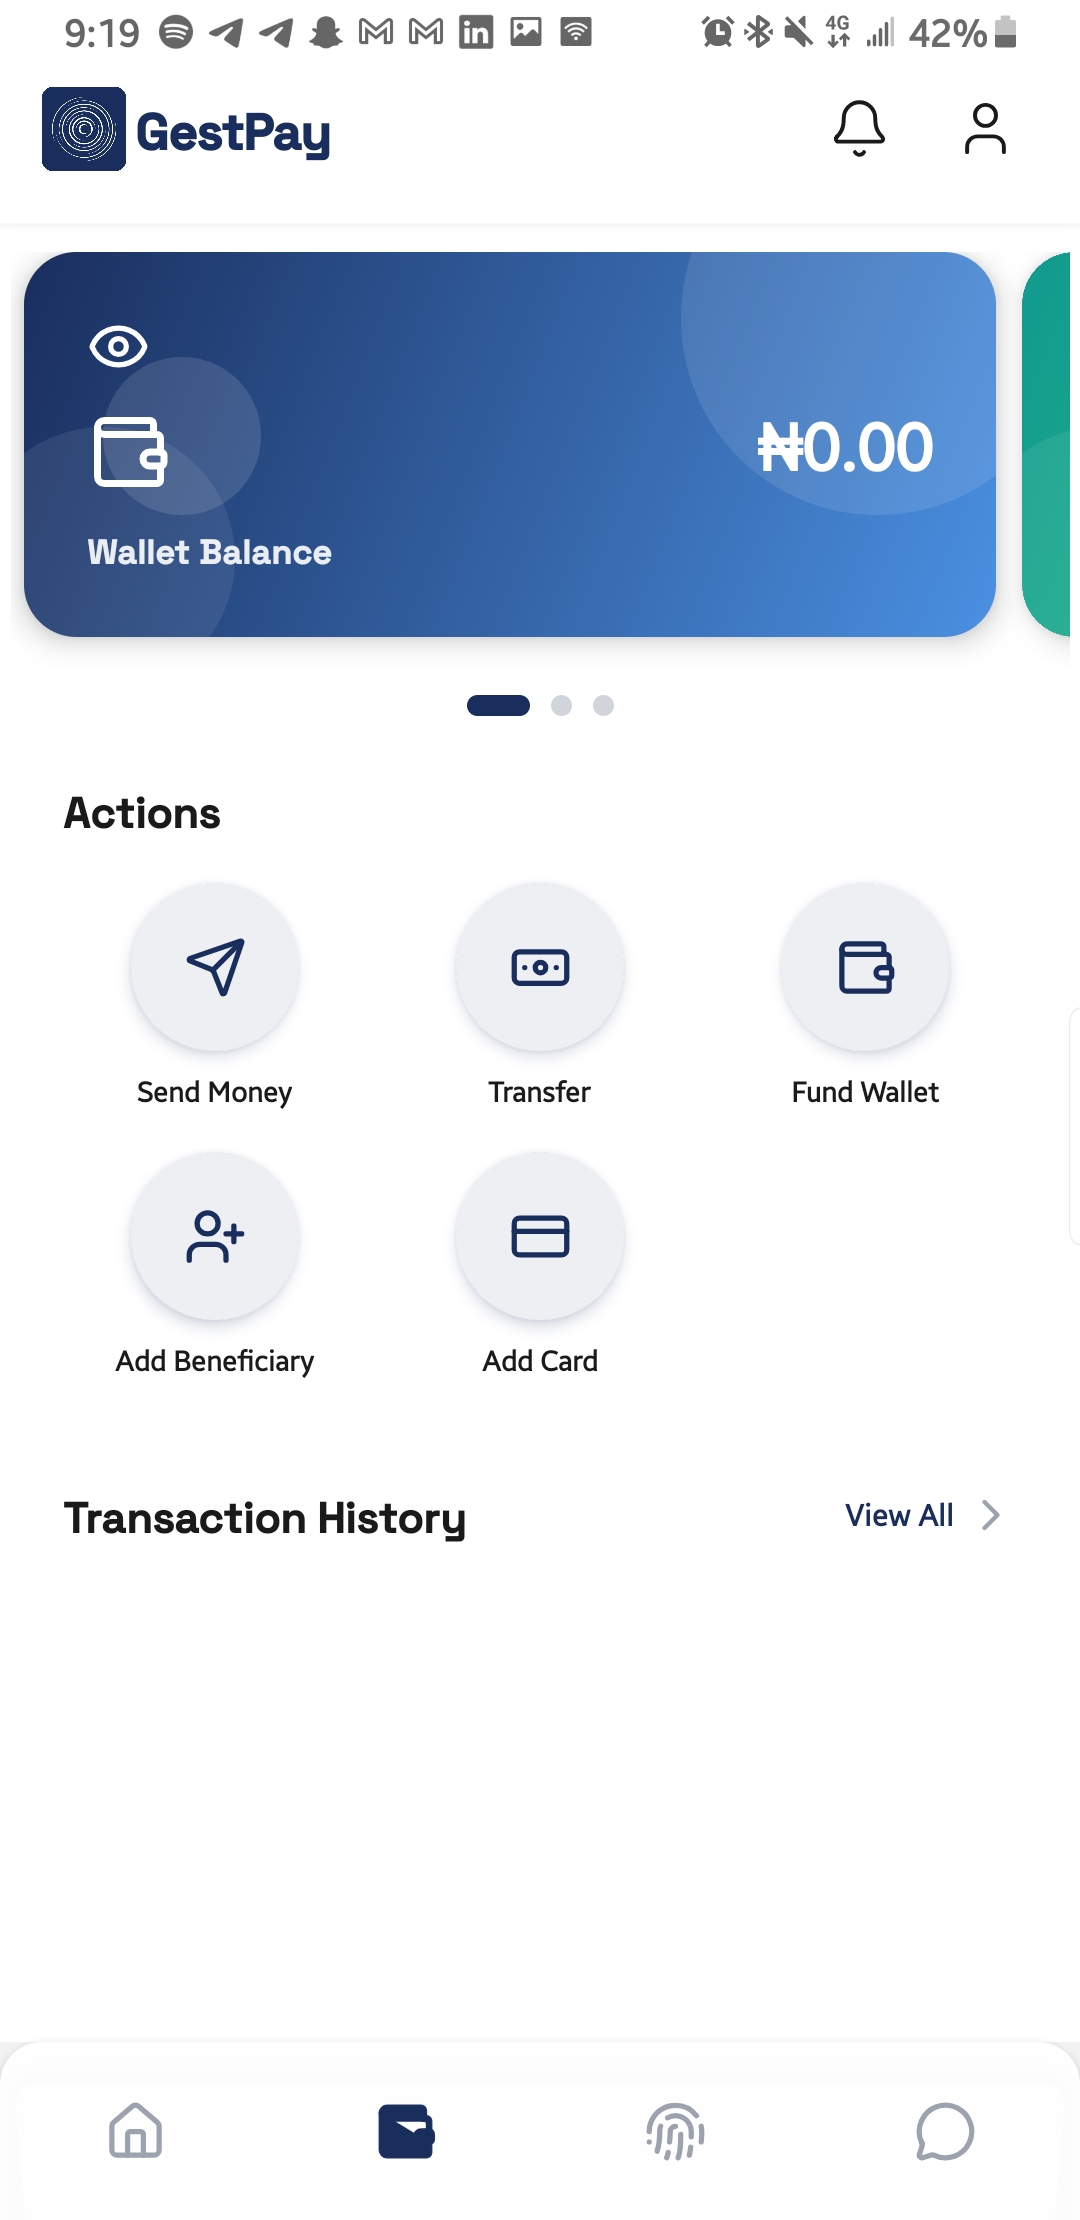 9:19 4G 42%
GestPay
₦0.00
Wallet Balance
Actions
Send Money Transfer Fund Wallet
Add Beneficiary Add Card
Transaction History View All